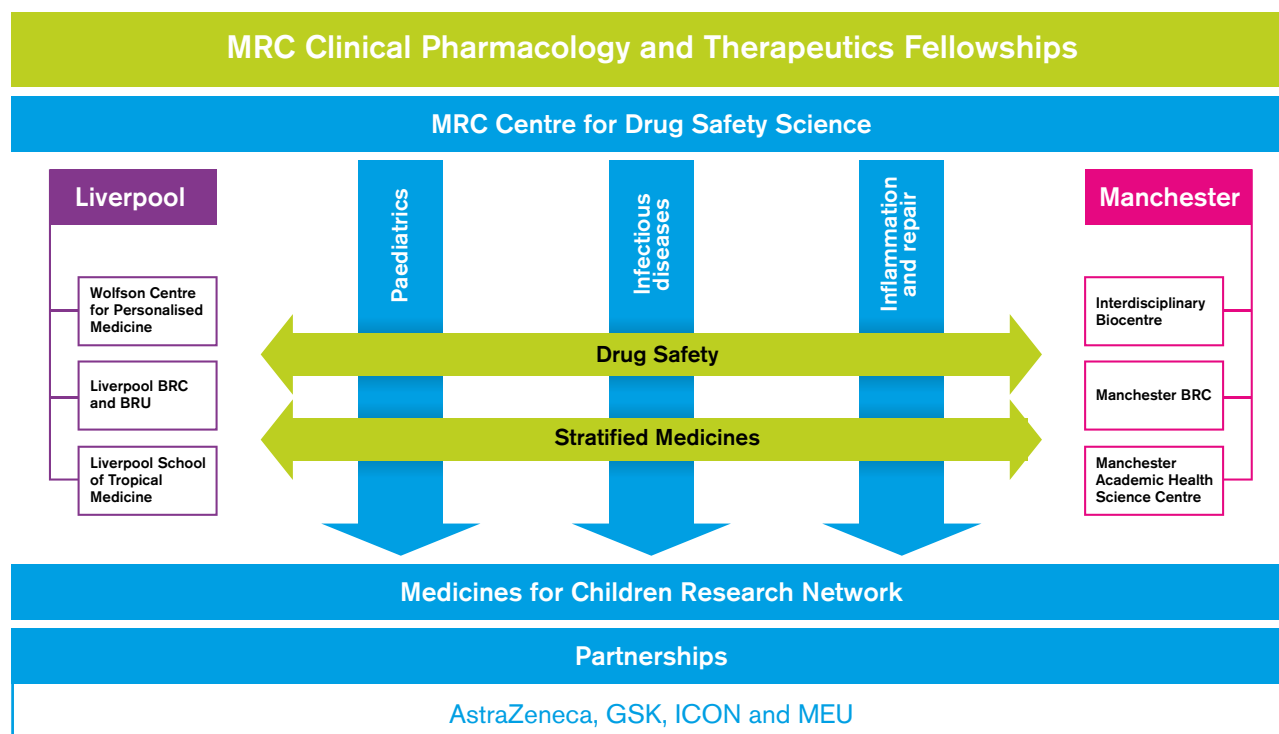 MRC Clinical Pharmacology and Therapeutics Fellowships
MRC Centre for Drug Safety Science
Liverpool
Wolfson Centre
for Personalised
Medicine
Liverpool BRC
and BRU
Liverpool School
of Tropical
Medicine
Paediatrics
Infectious
diseases
Inflammation
and repair
Drug Safety
Stratified Medicines
Manchester
Interdisciplinary
Biocentre
Manchester BRC
Manchester
Academic Health
Science Centre
Medicines for Children Research Network
Partnerships
AstraZeneca, GSK, ICON and MEU